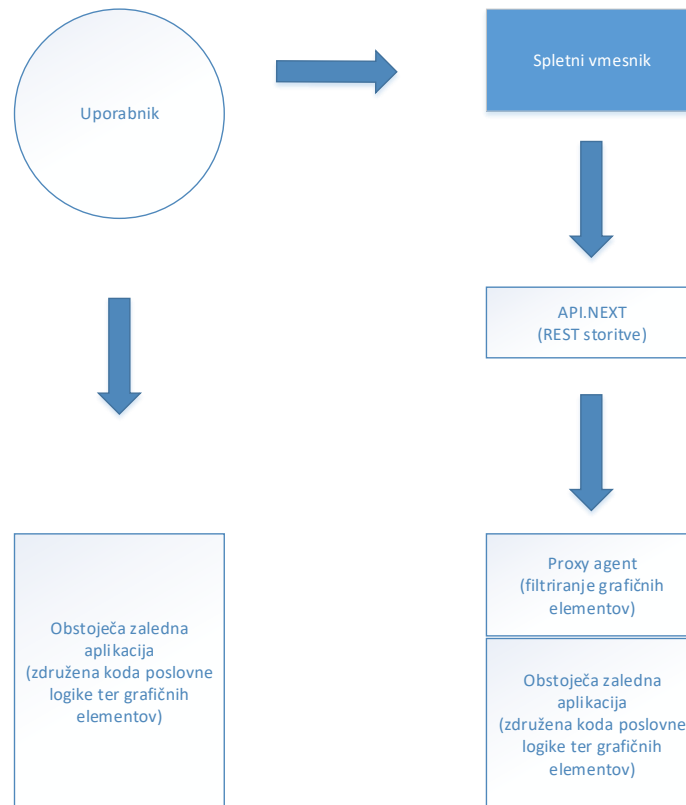 Uporabnik
Spletni vmesnik
API.NEXT
(REST storitve)
Obstoječa zaledna
aplikacija
(združena koda poslovne
logike ter grafičnih
elementov)
Proxy agent
(filtriranje grafičnih
elementov)
Obstoječa zaledna
aplikacija
(združena koda poslovne
logike ter grafičnih
elementov)